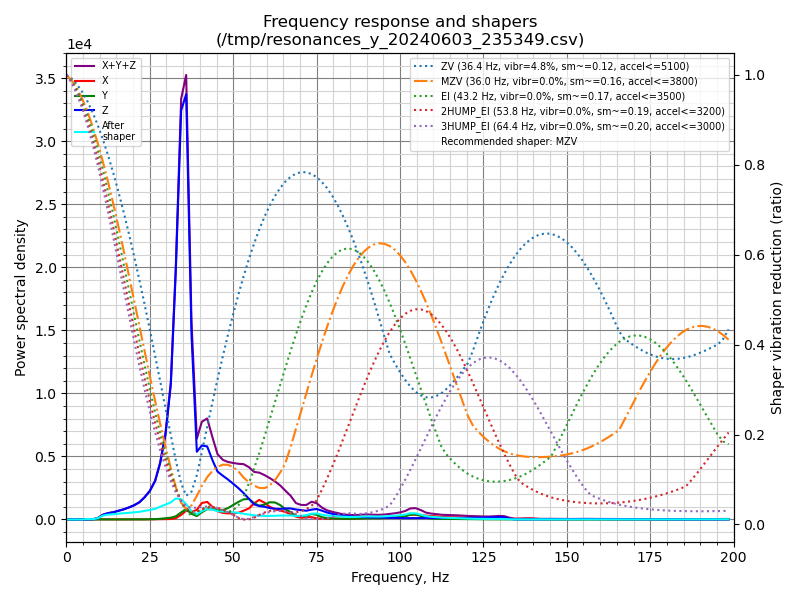 Frequency response and shapers
(/tmp/resonances_y_20240603_235349.csv)
1e4
X+Y+Z
X
Y
Z
After
shaper
ZV (36.4 Hz, vibr=4.8%, sm~=0.12, accel<=5100)
MZV (36.0 Hz, vibr=0.0%, sm~=0.16, accel<=3800)
EI (43.2 Hz, vibr=0.0%, sm~=0.17, accel<=3500)
2HUMP_EI (53.8 Hz, vibr=0.0%, sm~=0.19, accel<=3200)
3HUMP_EI (64.4 Hz, vibr=0.0%, sm~=0.20, accel<=3000)
Recommended shaper: MZV
Power spectral density
3.5
3.0
2.5
2.0
1.5
1.0
0.5
0.0
1.0
0.8
0.6
0.4
0.2
0.0
Shaper vibration reduction (ratio)
0 25 50 75 100 125 150 175 200
Frequency, Hz